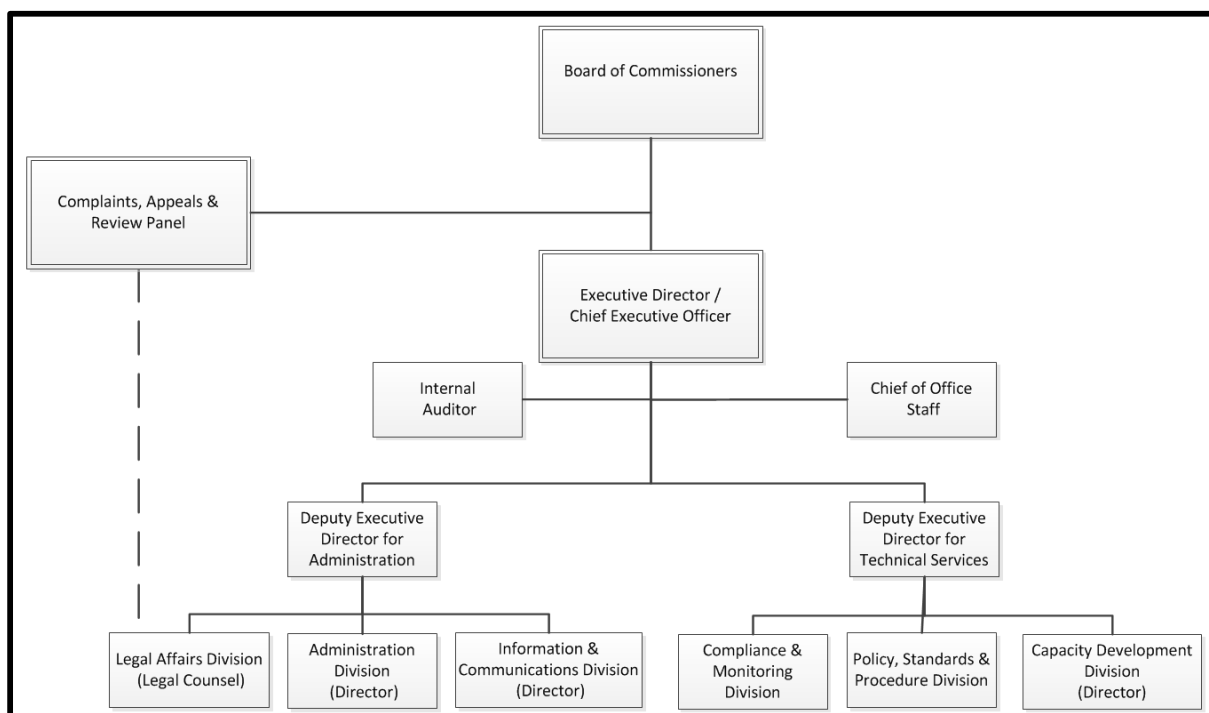 Board of Commissioners
Complaints, Appeals &
Review Panel
Executive Director /
Chief Executive Officer
Internal
Auditor
Chief of Office
Staff
Deputy Executive
Director for
Administration
Deputy Executive
Director for
Technical Services
Legal Affairs Division
(Legal Counsel)
Administration
Division
(Director)
Information &
Communications Division
(Director)
Compliance &
Monitoring
Division
Policy, Standards &
Procedure Division
Capacity Development
Division
(Director)